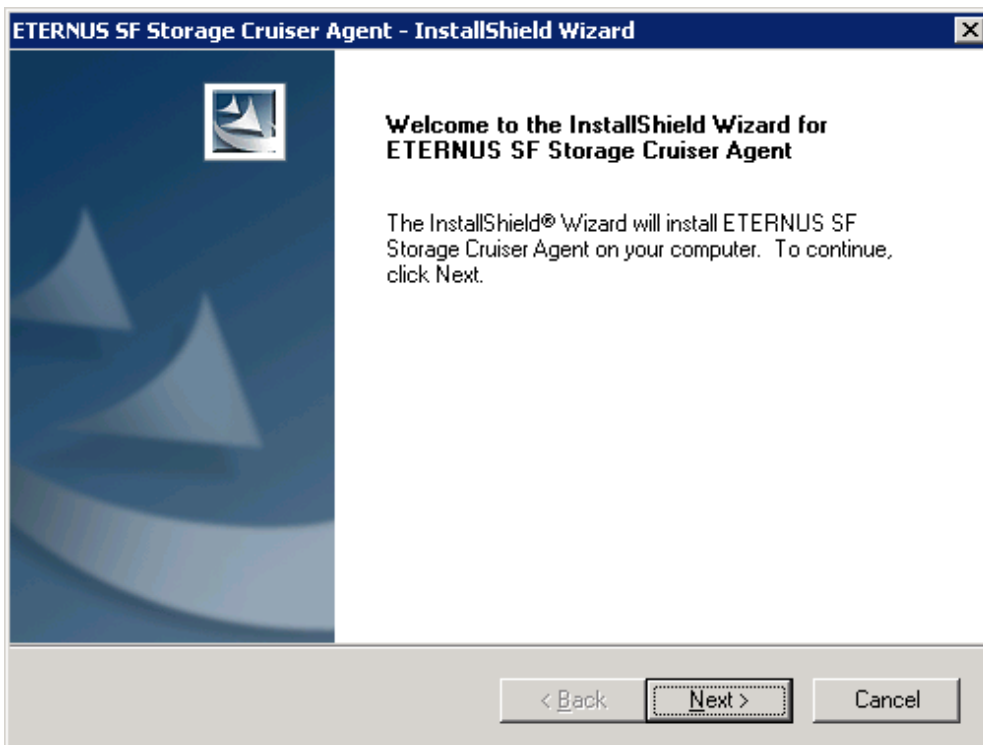 ETERNUS SF Storage Cruiser Agent - InstallShield Wizard
Welcome to the InstallShield Wizard for
ETERNUS SF Storage Cruiser Agent
The InstallShield® Wizard will install ETERNUS SF
Storage Cruiser Agent on your computer. To continue,
click Next.
< Back
Next >
Cancel